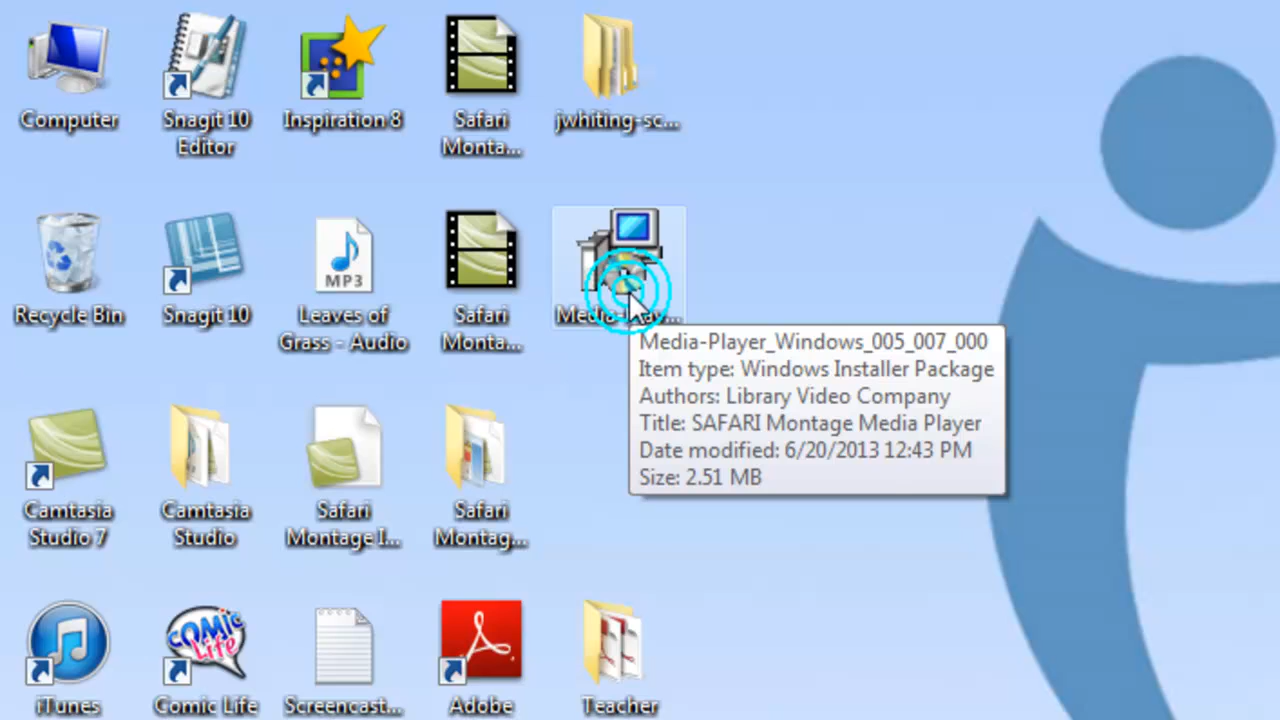 Computer
Snagit 10
Editor
Inspiration 8
Safari
Monta...
jwhiting-sc...
Recycle Bin
Snagit 10
MP3
Leaves of
Grass - Audio
Safari
Monta...
Media-Player_Windows_005_007_000
Item type: Windows Installer Package
Authors: Library Video Company
Title: SAFARI Montage Media Player
Date modified: 6/20/2013 12:43 PM
Size: 2.51 MB
Camtasia
Studio 7
Camtasia
Studio
Safari
Montage I...
Safari
Montag...
iTunes
COMIC
Life
Comic Life
Screencast...
Adobe
Teacher